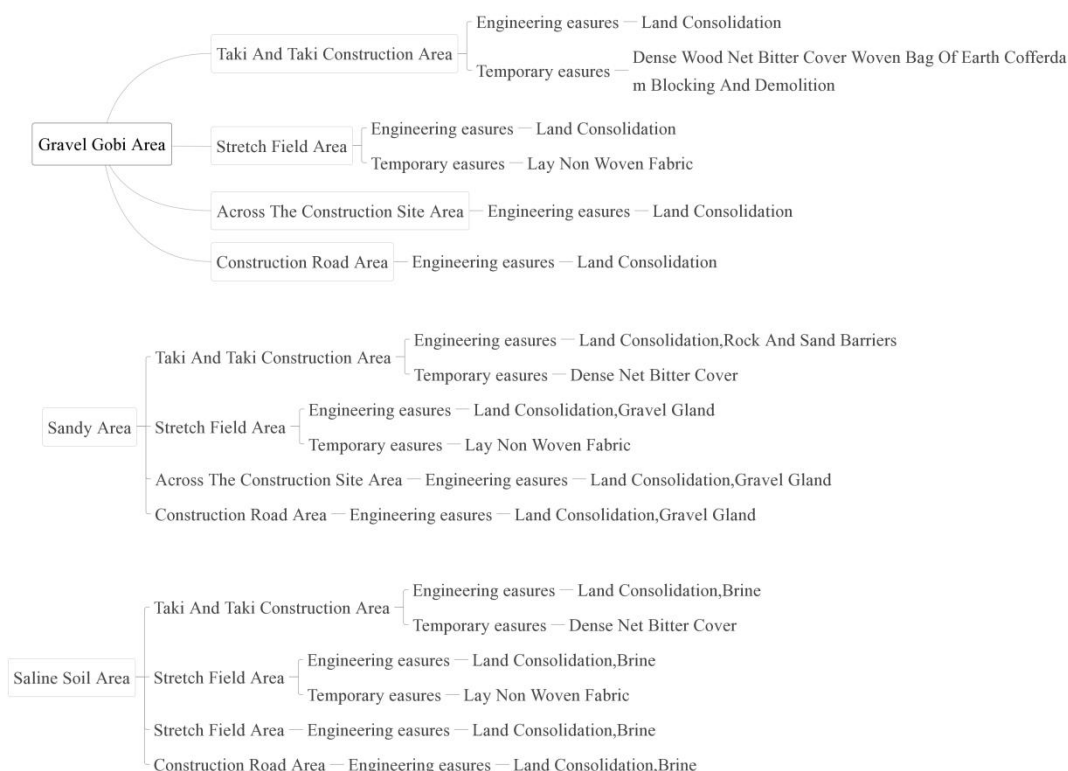 Gravel Gobi Area
Taki And Taki Construction Area
Engineering easures
Land Consolidation
Temporary easures
Dense Wood Net Bitter Cover Woven Bag Of Earth Cofferda
m Blocking And Demolition
Stretch Field Area
Engineering easures
Land Consolidation
Temporary easures
Lay Non Woven Fabric
Across The Construction Site Area
Engineering easures
Land Consolidation
Construction Road Area
Engineering easures
Land Consolidation
Sandy Area
Taki And Taki Construction Area
Engineering easures
Land Consolidation,Rock And Sand Barriers
Temporary easures
Dense Net Bitter Cover
Stretch Field Area
Engineering easures
Land Consolidation,Gravel Gland
Temporary easures
Lay Non Woven Fabric
Across The Construction Site Area
Engineering easures
Land Consolidation,Gravel Gland
Construction Road Area
Engineering easures
Land Consolidation,Gravel Gland
Saline Soil Area
Taki And Taki Construction Area
Engineering easures
Land Consolidation,Brine
Temporary easures
Dense Net Bitter Cover
Stretch Field Area
Engineering easures
Land Consolidation,Brine
Temporary easures
Lay Non Woven Fabric
Stretch Field Area
Engineering easures
Land Consolidation,Brine
Construction Road Area
Engineering easures
Land Consolidation,Brine